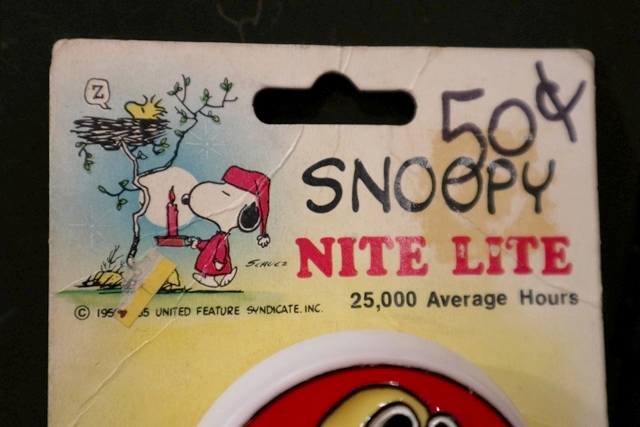 Z
50¢
SNOOPY
NITE LITE
SCHULZ
25,000 Average Hours
© UNITED FEATURE SYNDICATE, INC.